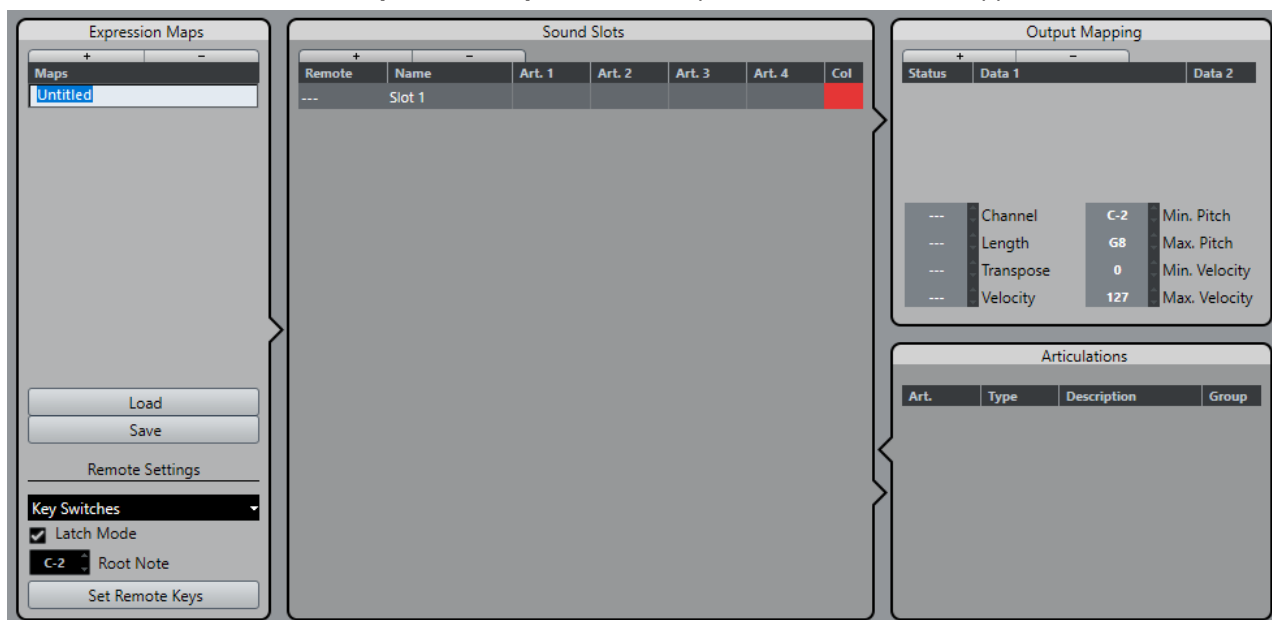 Expression Maps
+ -
Maps
Untitled
Load
Save
Remote Settings
Key Switches
Latch Mode
C-2 Root Note
Set Remote Keys
Sound Slots
+ -
Remote Name Art. 1 Art. 2 Art. 3 Art. 4 Col
--- Slot 1
Output Mapping
+ -
Status Data 1 Data 2
--- Channel C-2 Min. Pitch
--- Length G8 Max. Pitch
--- Transpose 0 Min. Velocity
--- Velocity 127 Max. Velocity
Articulations
Art. Type Description Group